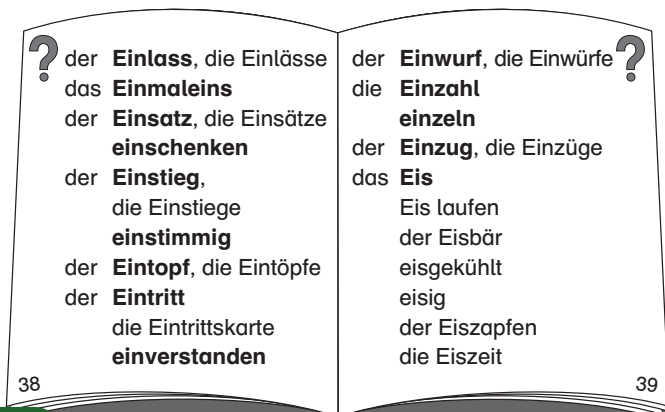 ?
der Einlass, die Einlässe
das Einmaleins
der Einsatz, die Einsätze
einschenken
der Einstieg,
die Einstiege
einstimmig
der Eintopf, die Eintöpfe
der Eintritt
die Eintrittskarte
einverstanden
38
der Einwurf, die Einwürfe ?
die Einzahl
einzeln
der Einzug, die Einzüge
das Eis
Eis laufen
der Eisbär
eisgekühlt
eisig
der Eiszapfen
die Eiszeit
39